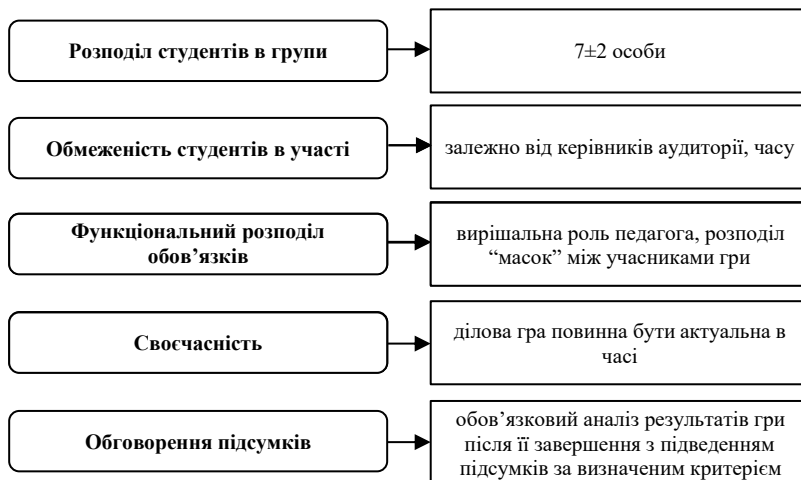 Розподіл студентів в групи
7±2 особи
Обмеженість студентів в участі
залежно від керівників аудиторії, часу
Функціональний розподіл
обов’язків
вирішальна роль педагога, розподіл
“масок” між учасниками гри
Своєчасність
ділова гра повинна бути актуальна в
часі
Обговорення підсумків
обов’язковий аналіз результатів гри
після її завершення з підведенням
підсумків за визначеним критерієм